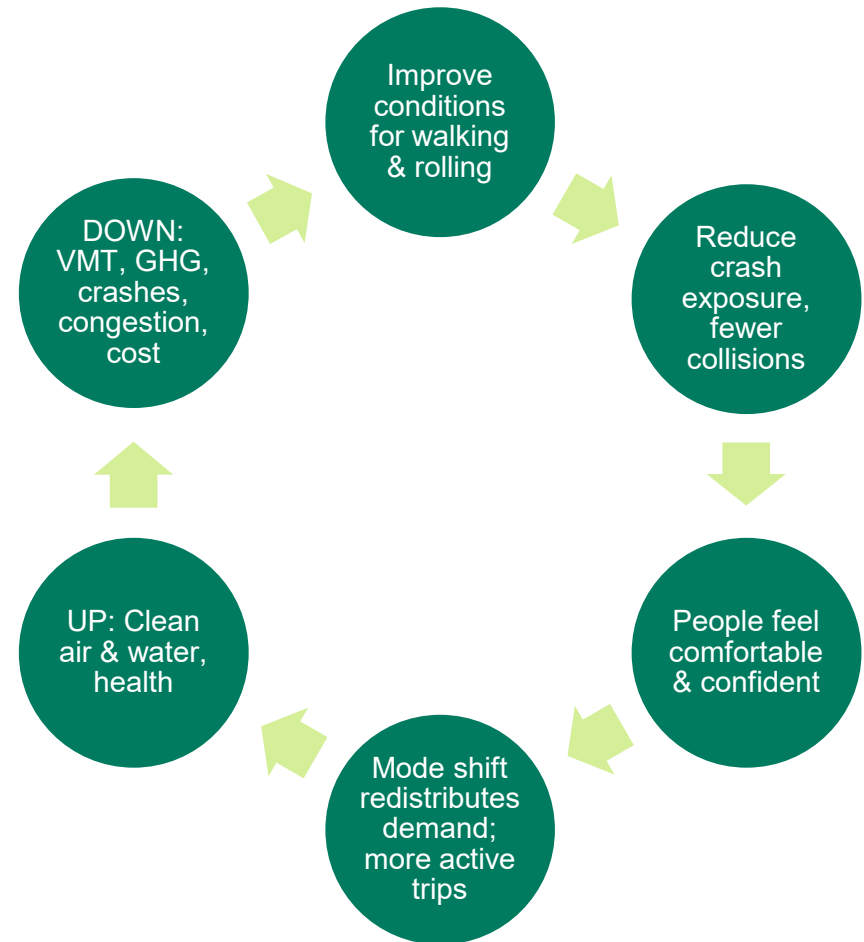 Improve
conditions
for walking
& rolling
Reduce
crash
exposure,
fewer
collisions
People feel
comfortable
& confident
Mode shift
redistributes
demand;
more active
trips
UP: Clean
air & water,
health
DOWN:
VMT, GHG,
crashes,
congestion,
cost